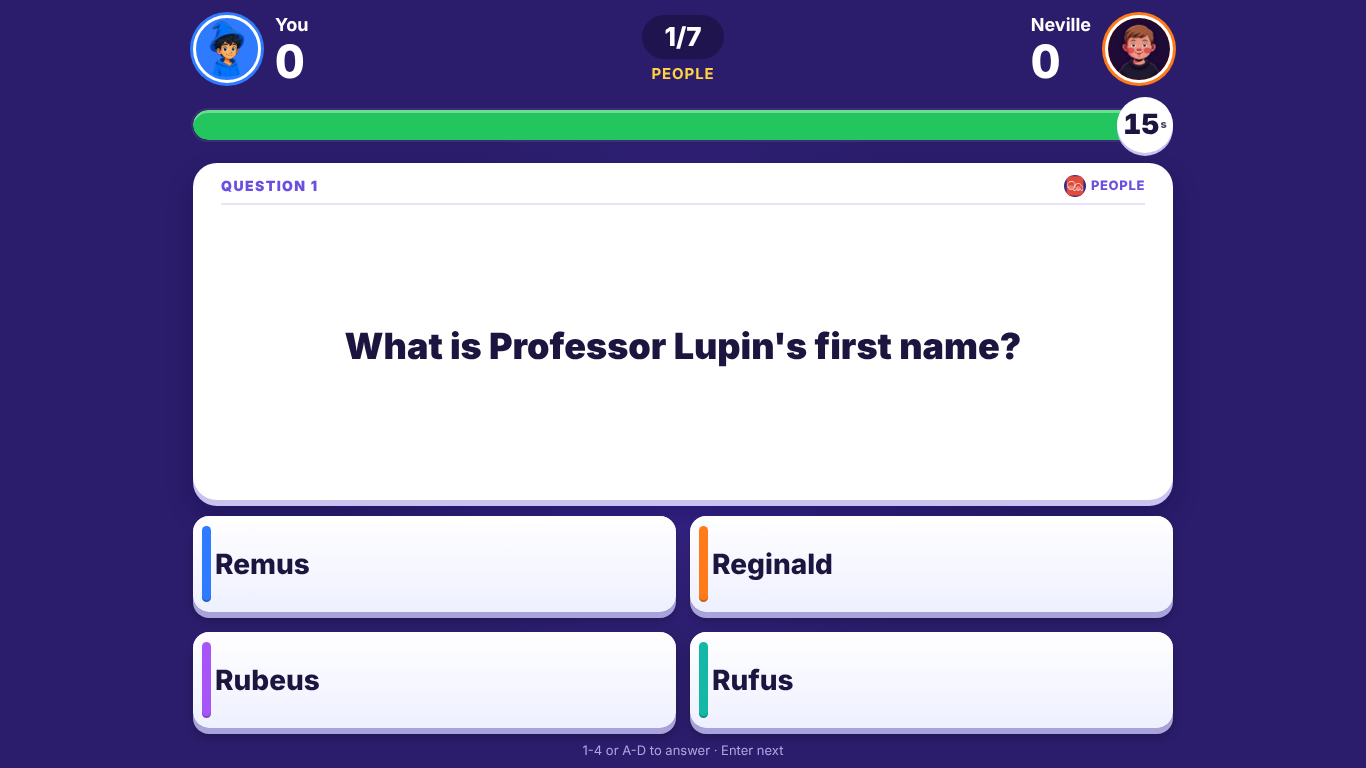 You
0
1/7
PEOPLE
Neville
0
15s
QUESTION 1
PEOPLE
What is Professor Lupin's first name?
Remus
Reginald
Rubeus
Rufus
1-4 or A-D to answer · Enter next